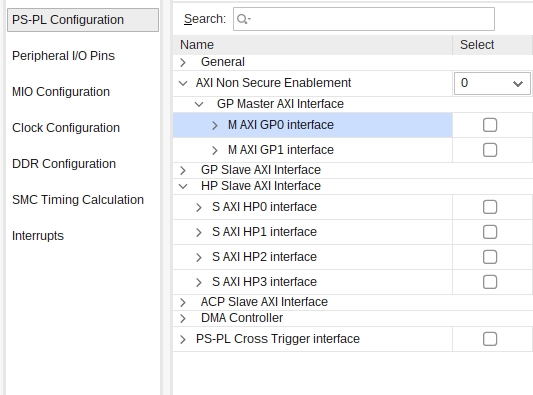 PS-PL Configuration
Peripheral I/O Pins
MIO Configuration
Clock Configuration
DDR Configuration
SMC Timing Calculation
Interrupts
Search:
Name Select
General
AXI Non Secure Enablement 0
GP Master AXI Interface
M AXI GP0 interface
M AXI GP1 interface
GP Slave AXI Interface
HP Slave AXI Interface
S AXI HP0 interface
S AXI HP1 interface
S AXI HP2 interface
S AXI HP3 interface
ACP Slave AXI Interface
DMA Controller
PS-PL Cross Trigger interface